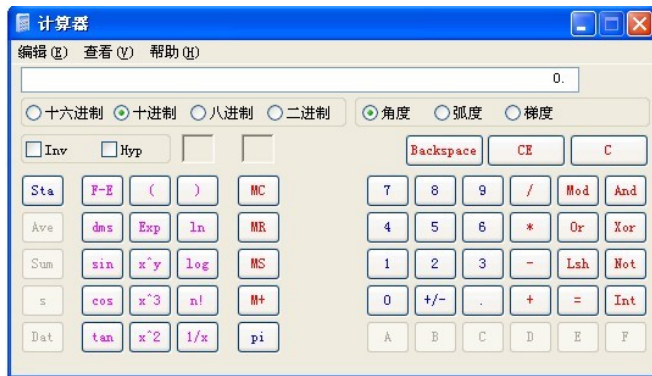 计算器
编辑(E) 查看(V) 帮助(H)
0.
十六进制 十进制 八进制 二进制 角度 弧度 梯度
Inv Hyp Backspace CE C
Sta F-E ( ) MC 7 8 9 / Mod And
Ave dms Exp ln MR 4 5 6 * Or Xor
Sum sin x^y log MS 1 2 3 - Lsh Not
s cos x^3 n! M+ 0 +/- . + = Int
Dat tan x^2 1/x pi A B C D E F